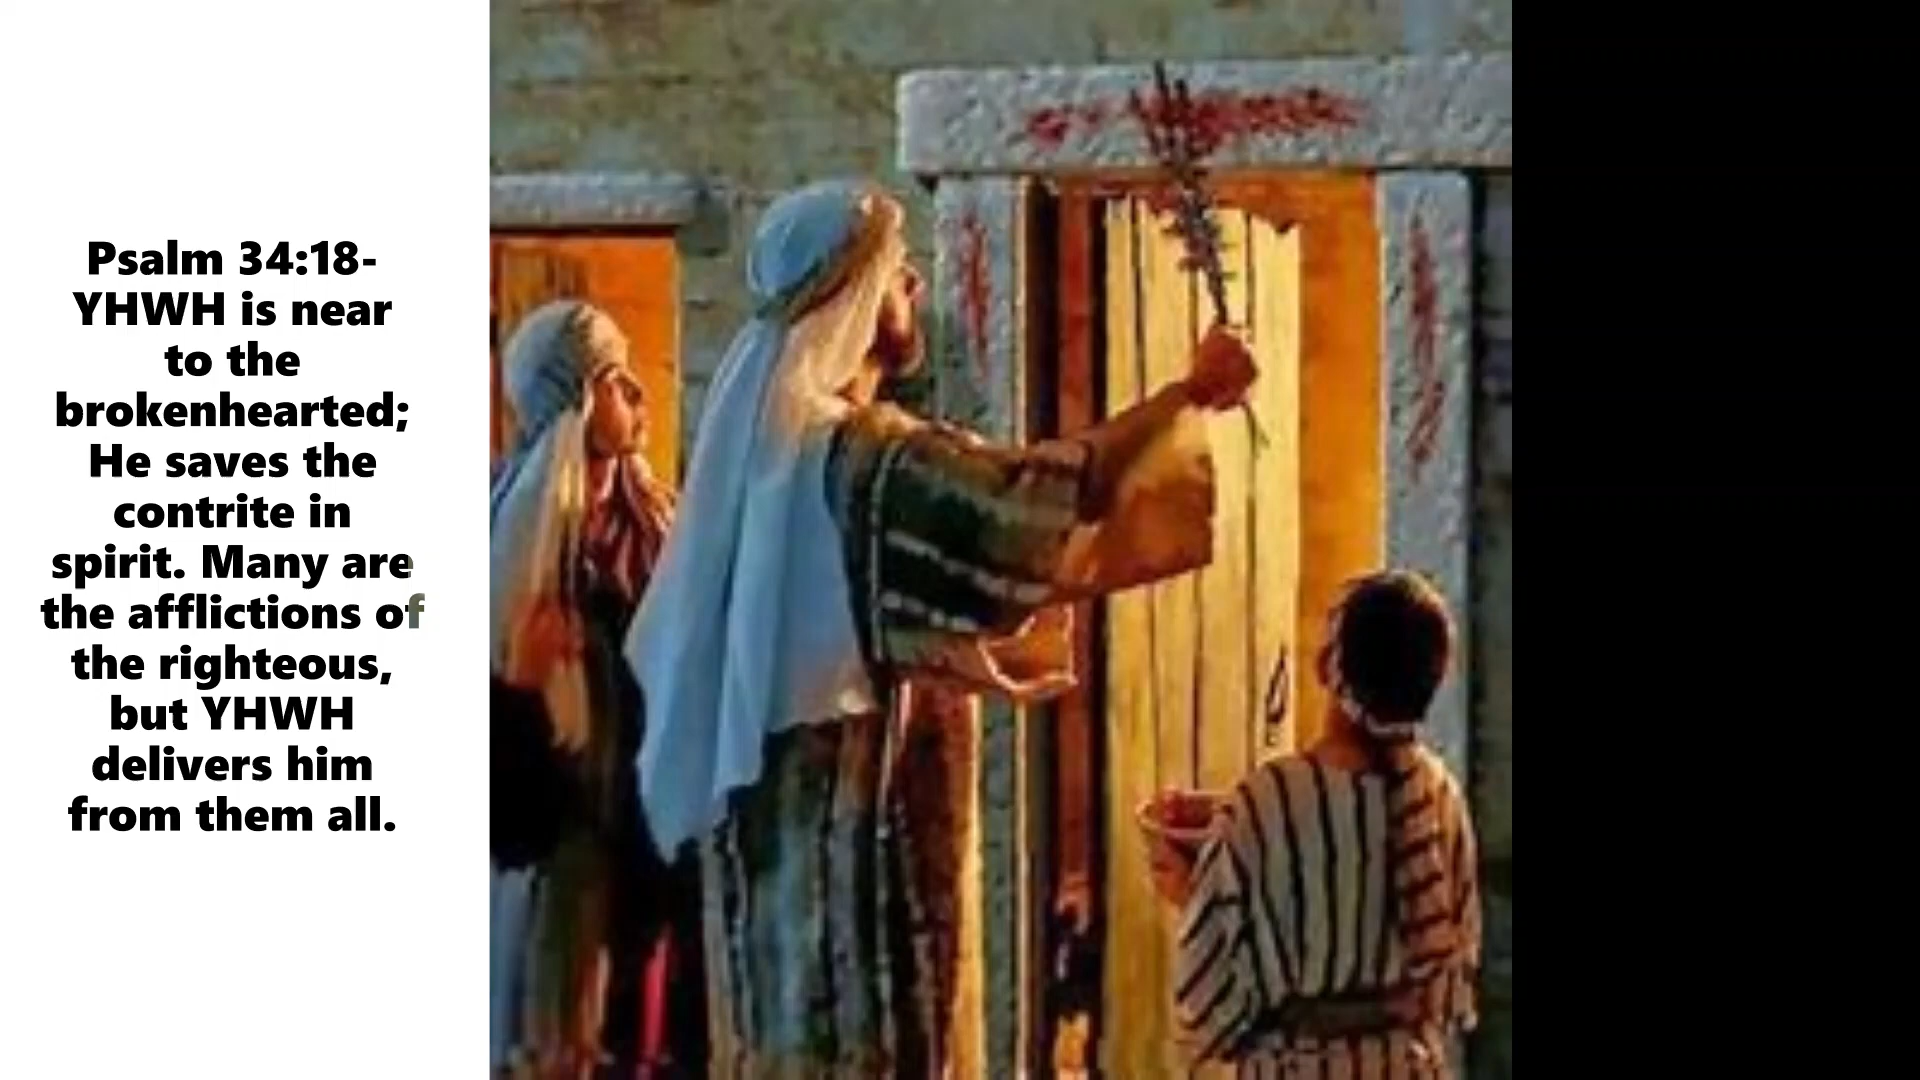 Psalm 34:18-
YHWH is near
to the
brokenhearted;
He saves the
contrite in
spirit. Many are
the afflictions of
the righteous,
but YHWH
delivers him
from them all.